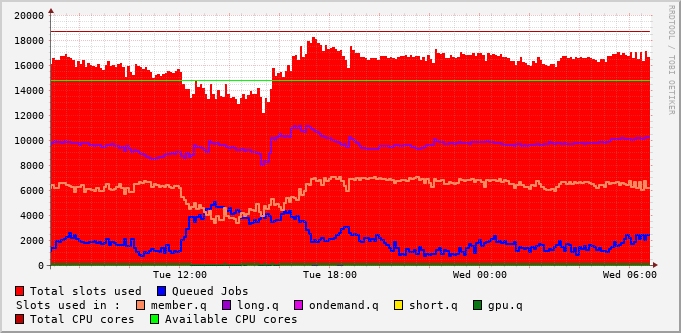 20000
18000
16000
14000
12000
10000
8000
6000
4000
2000
0
Tue 12:00 Tue 18:00 Wed 00:00 Wed 06:00
RRDTOOL / TOBI OETIKER
Total slots used Queued Jobs
Slots used in : member.q long.q ondemand.q short.q gpu.q
Total CPU cores Available CPU cores